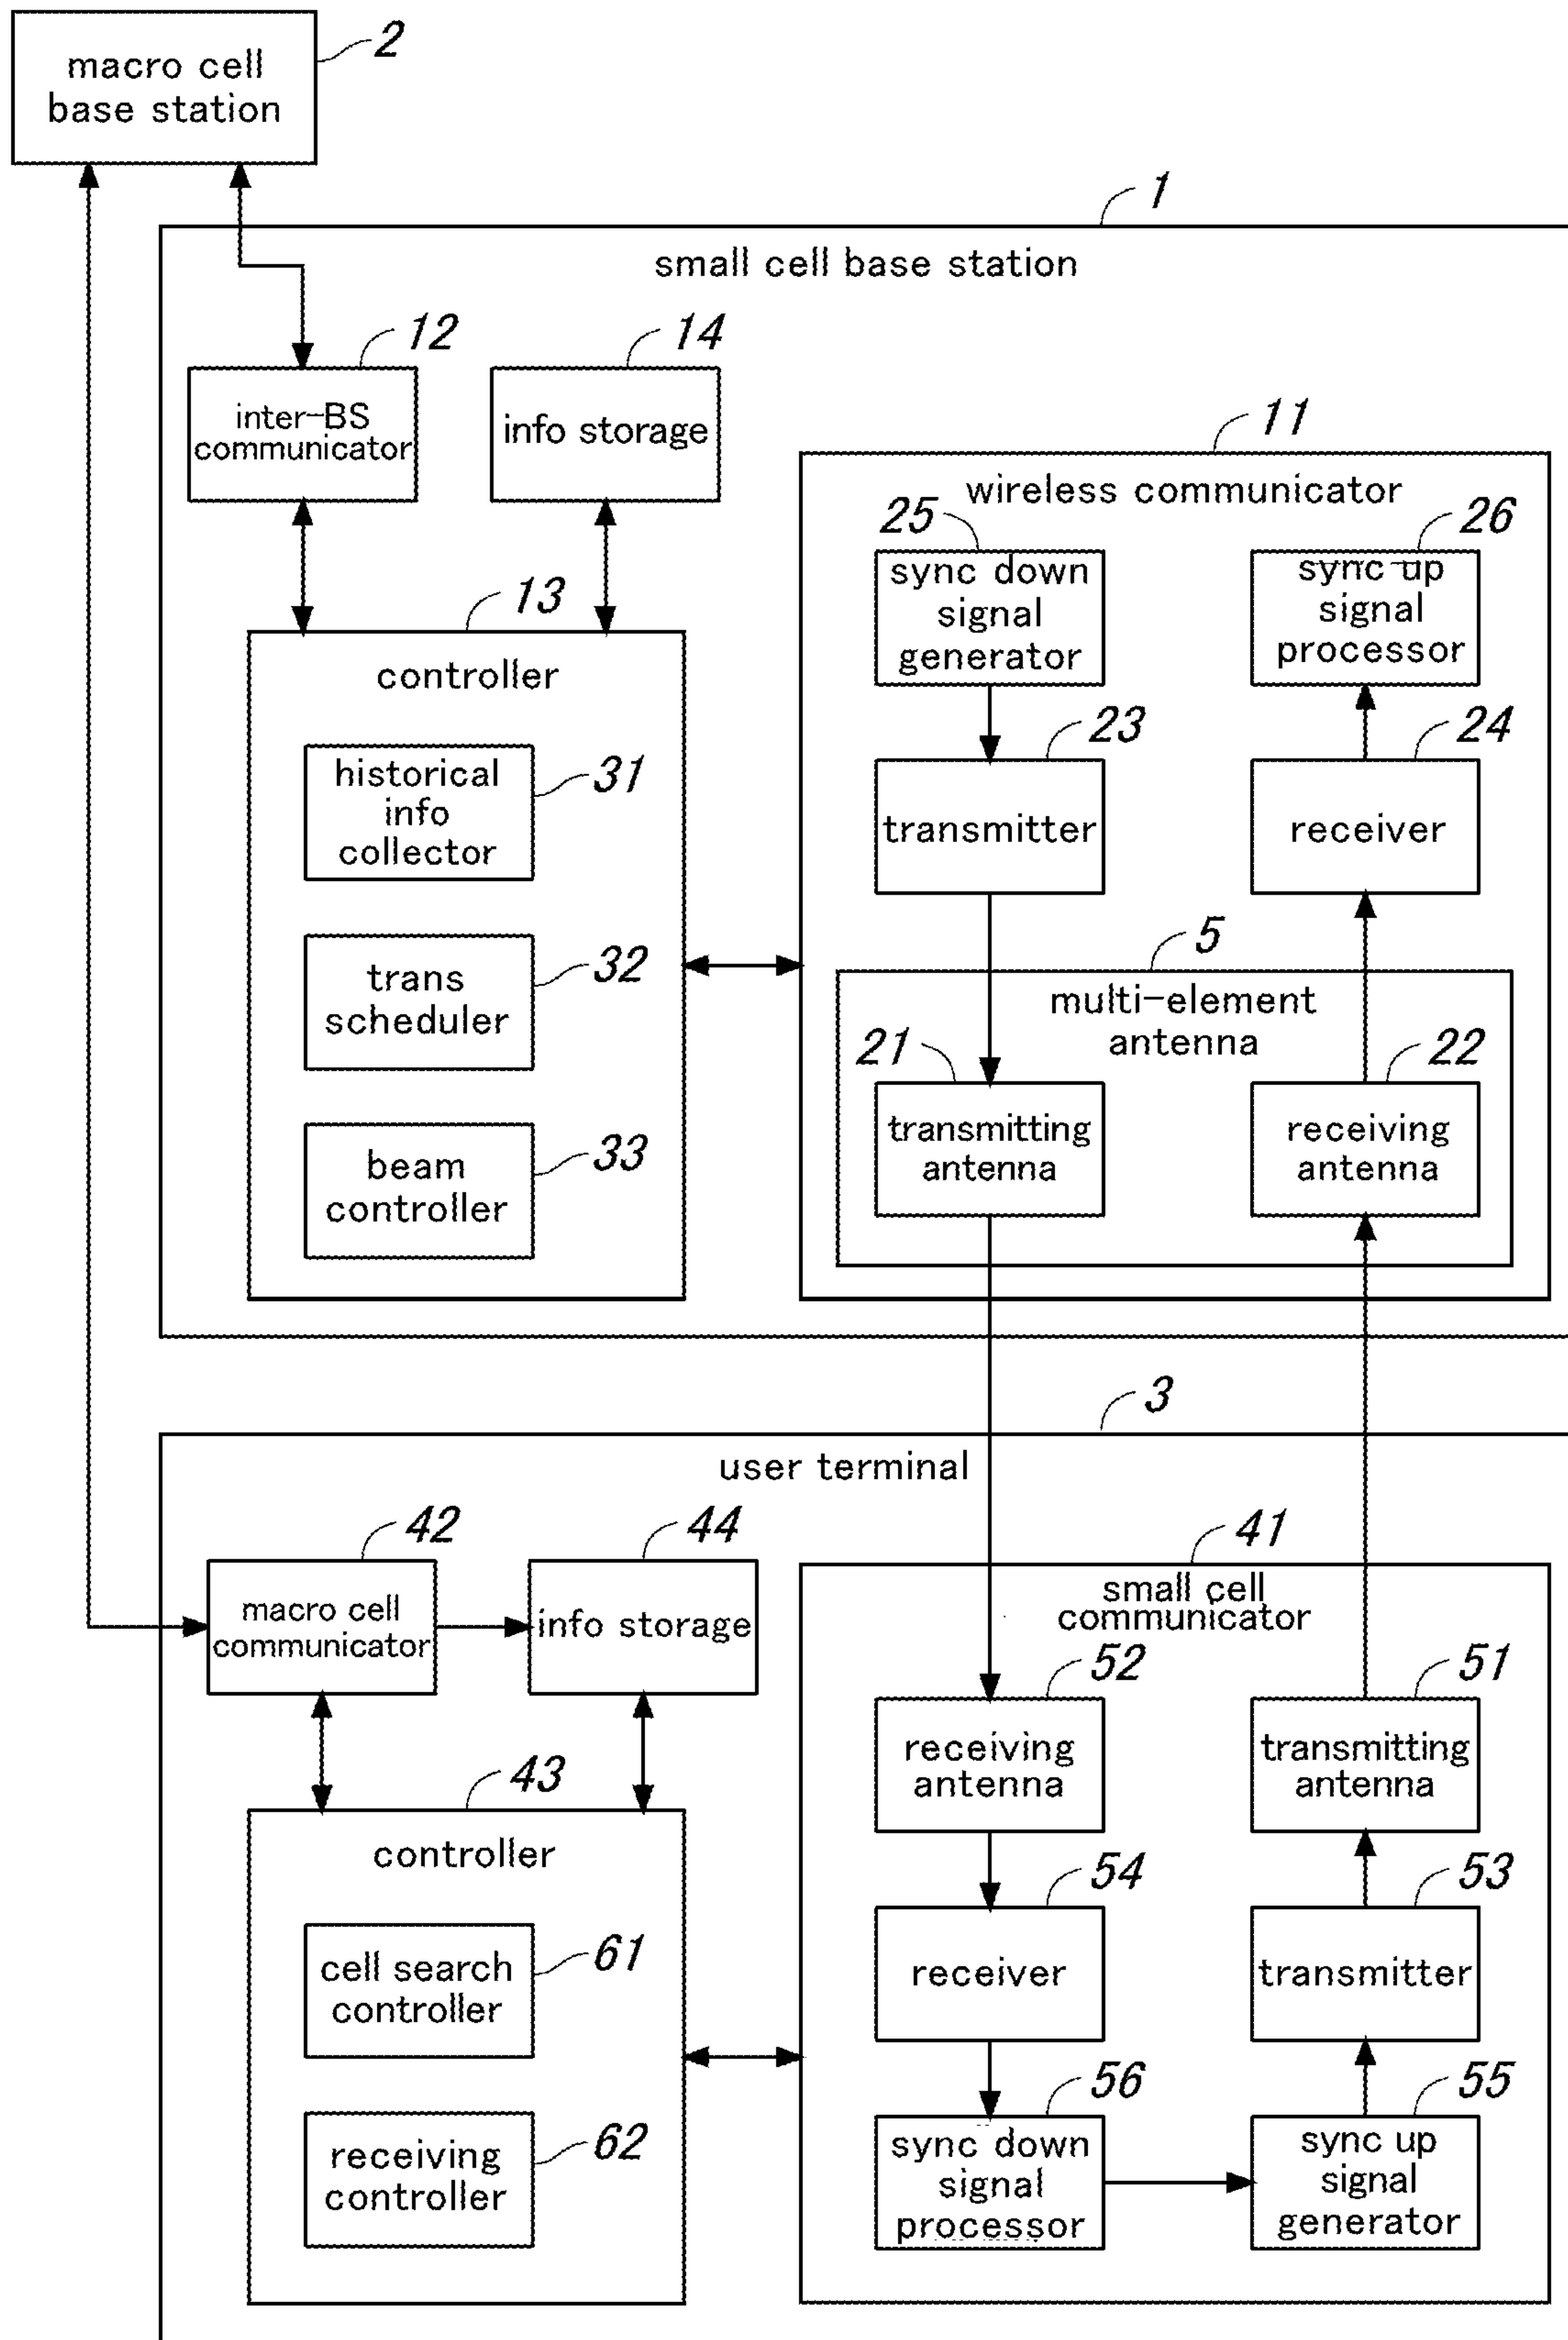 2
macro cell
base station
1
small cell base station
12
inter-BS
communicator
14
info storage
11
wireless communicator
25
sync down
signal
generator
26
sync up
signal
processor
13
controller
31
historical
info
collector
32
trans
scheduler
33
beam
controller
23
transmitter
24
receiver
5
multi-element
antenna
21
transmitting
antenna
22
receiving
antenna
3
user terminal
42
macro cell
communicator
44
info storage
41
small cell
communicator
52
receiving
antenna
51
transmitting
antenna
43
controller
61
cell search
controller
62
receiving
controller
54
receiver
53
transmitter
56
sync down
signal
processor
55
sync up
signal
generator